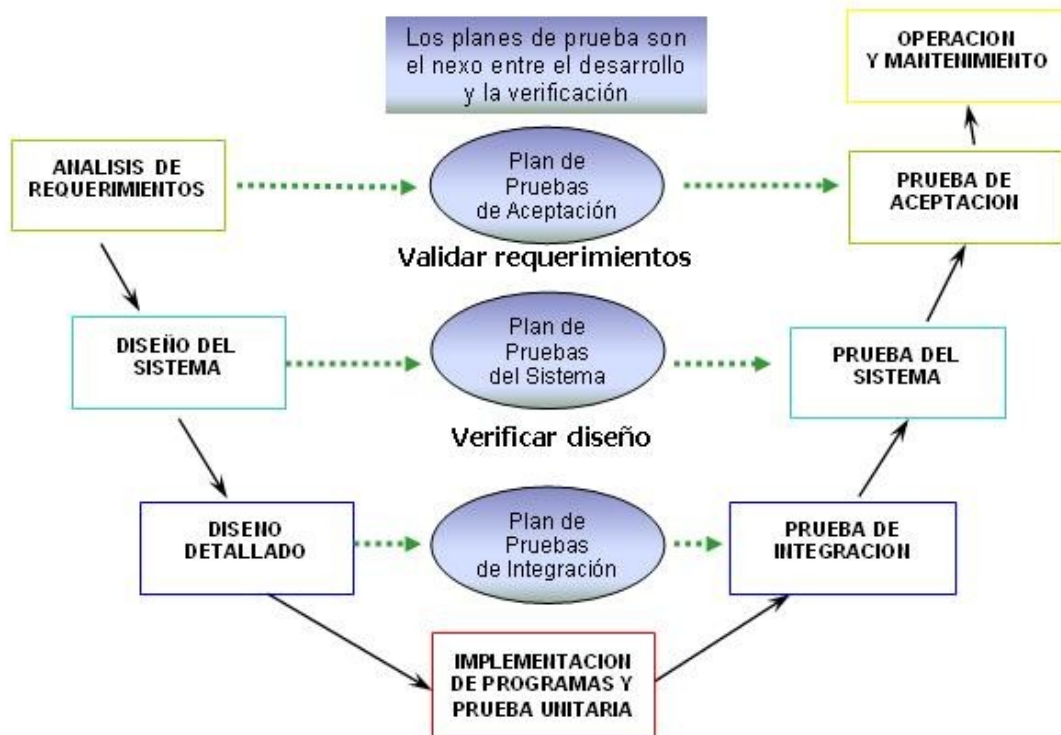 Los planes de prueba son
el nexo entre el desarrollo
y la verificación
OPERACION
Y MANTENIMIENTO
ANALISIS DE
REQUERIMIENTOS
Plan de
Pruebas
de Aceptación
PRUEBA DE
ACEPTACION
Validar requerimientos
DISEÑO DEL
SISTEMA
Plan de
Pruebas
del Sistema
PRUEBA DEL
SISTEMA
Verificar diseño
DISENO
DETALLADO
Plan de
Pruebas
de Integración
PRUEBA DE
INTEGRACION
IMPLEMENTACION
DE PROGRAMAS Y
PRUEBA UNITARIA